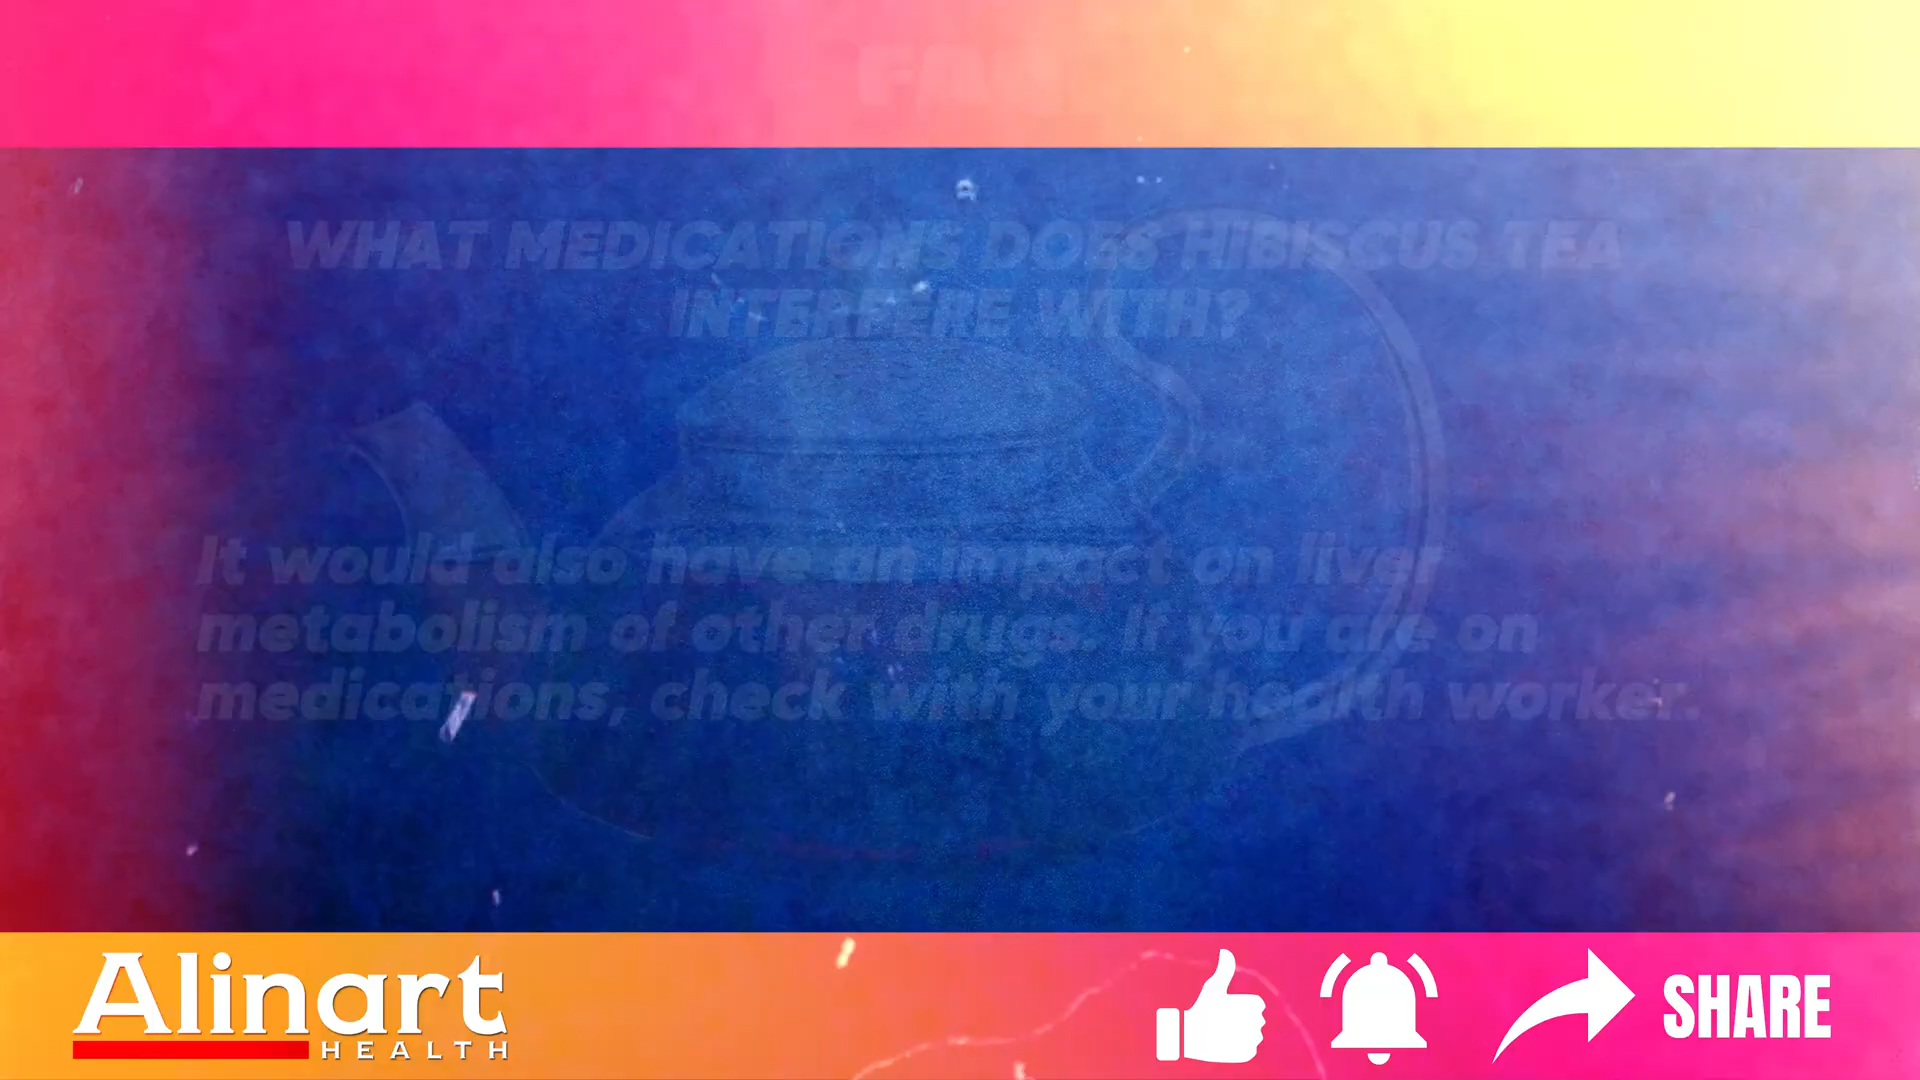 FAQ
WHAT MEDICATIONS DOES HIBISCUS TEA
INTERFERE WITH?
It would also have an impact on liver
metabolism of other drugs. If you are on
medications, check with your health worker.
Alinart
HEALTH
SHARE